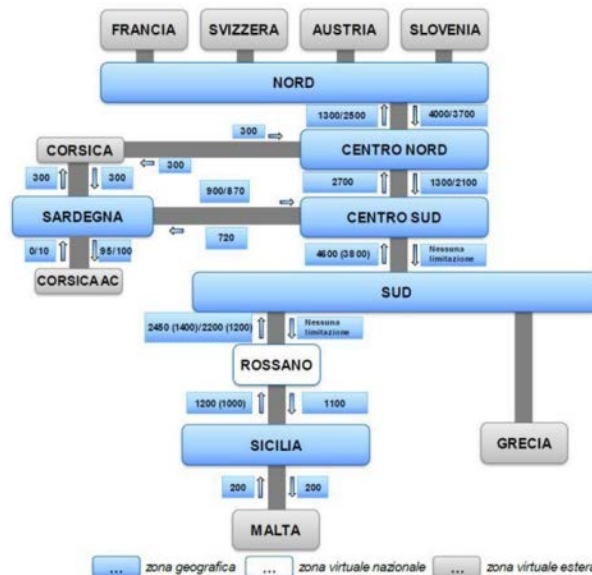 FRANCIA SVIZZERA AUSTRIA SLOVENIA
NORD
1300/2500 4000/3700
300
CORSICA CENTRO NORD
300
300 300 900/870 2700 1300/2100
SARDEGNA CENTRO SUD
0/10 95/100 720 4600 (3800) Nessuna
limitazione
CORSICA AC
SUD
2450 (1400)/2200 (1200) Nessuna
limitazione
ROSSANO
1200 (1000) 1100
SICILIA GRECIA
200 200
MALTA
... zona geografica ... zona virtuale nazionale ... zona virtuale estera